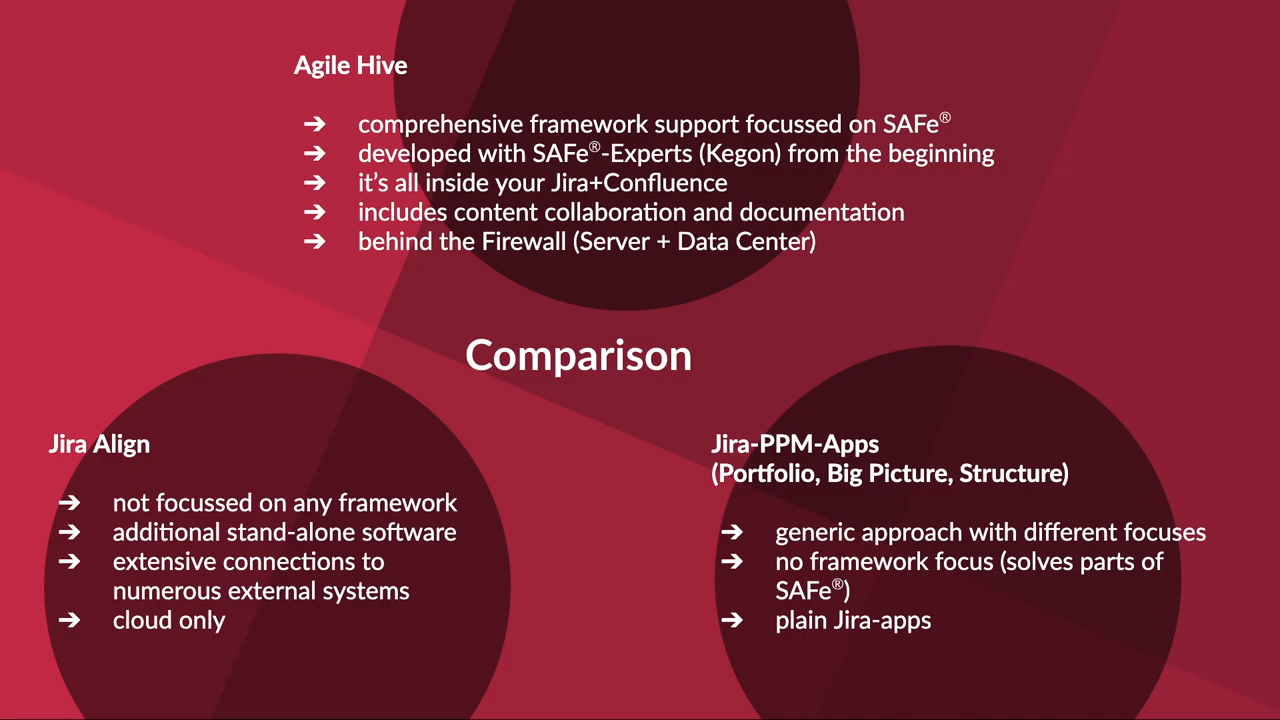 Agile Hive
➔ comprehensive framework support focussed on SAFe®
➔ developed with SAFe®-Experts (Kegon) from the beginning
➔ it's all inside your Jira+Confluence
➔ includes content collaboration and documentation
➔ behind the Firewall (Server + Data Center)
Comparison
Jira Align
➔ not focussed on any framework
➔ additional stand-alone software
➔ extensive connections to
numerous external systems
➔ cloud only
Jira-PPM-Apps
(Portfolio, Big Picture, Structure)
➔ generic approach with different focuses
➔ no framework focus (solves parts of
SAFe®)
➔ plain Jira-apps